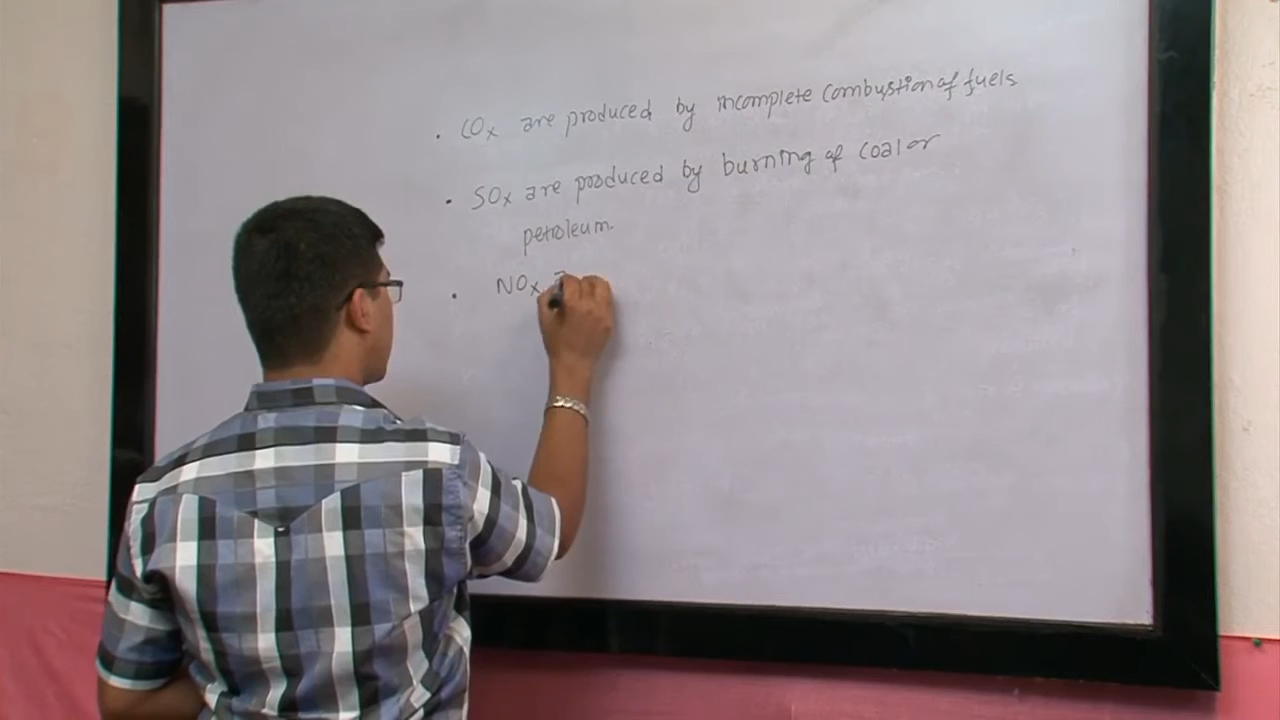 . COx are produced by incomplete combustion of fuels
. SOx are produced by burning of coal or
petroleum.
. NOx